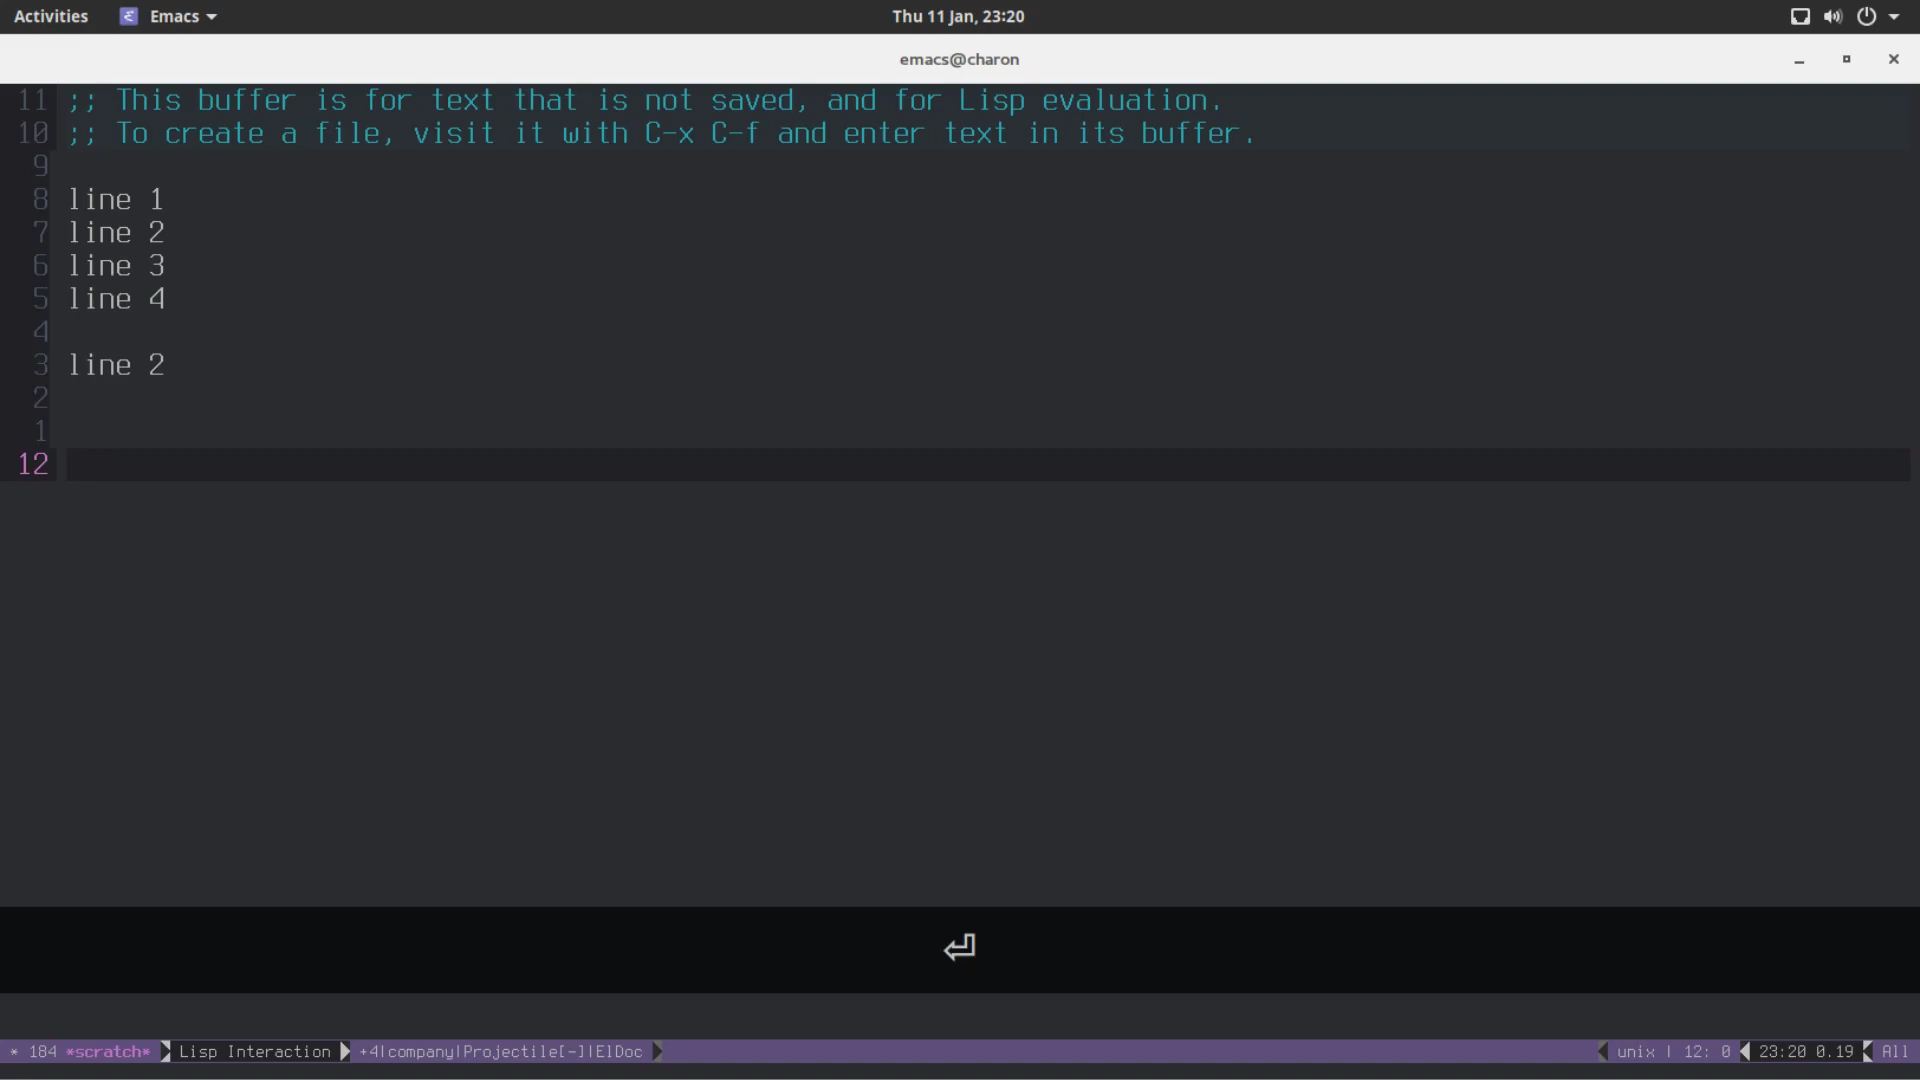 Activities Emacs Thu 11 Jan, 23:20
emacs@charon
11 ;; This buffer is for text that is not saved, and for Lisp evaluation.
10 ;; To create a file, visit it with C-x C-f and enter text in its buffer.
9
8 line 1
7 line 2
6 line 3
5 line 4
4
3 line 2
2
1
12
* 184 *scratch* Lisp Interaction +4|company|Projectile[-]|ElDoc unix | 12: 0 23:20 0.19 All